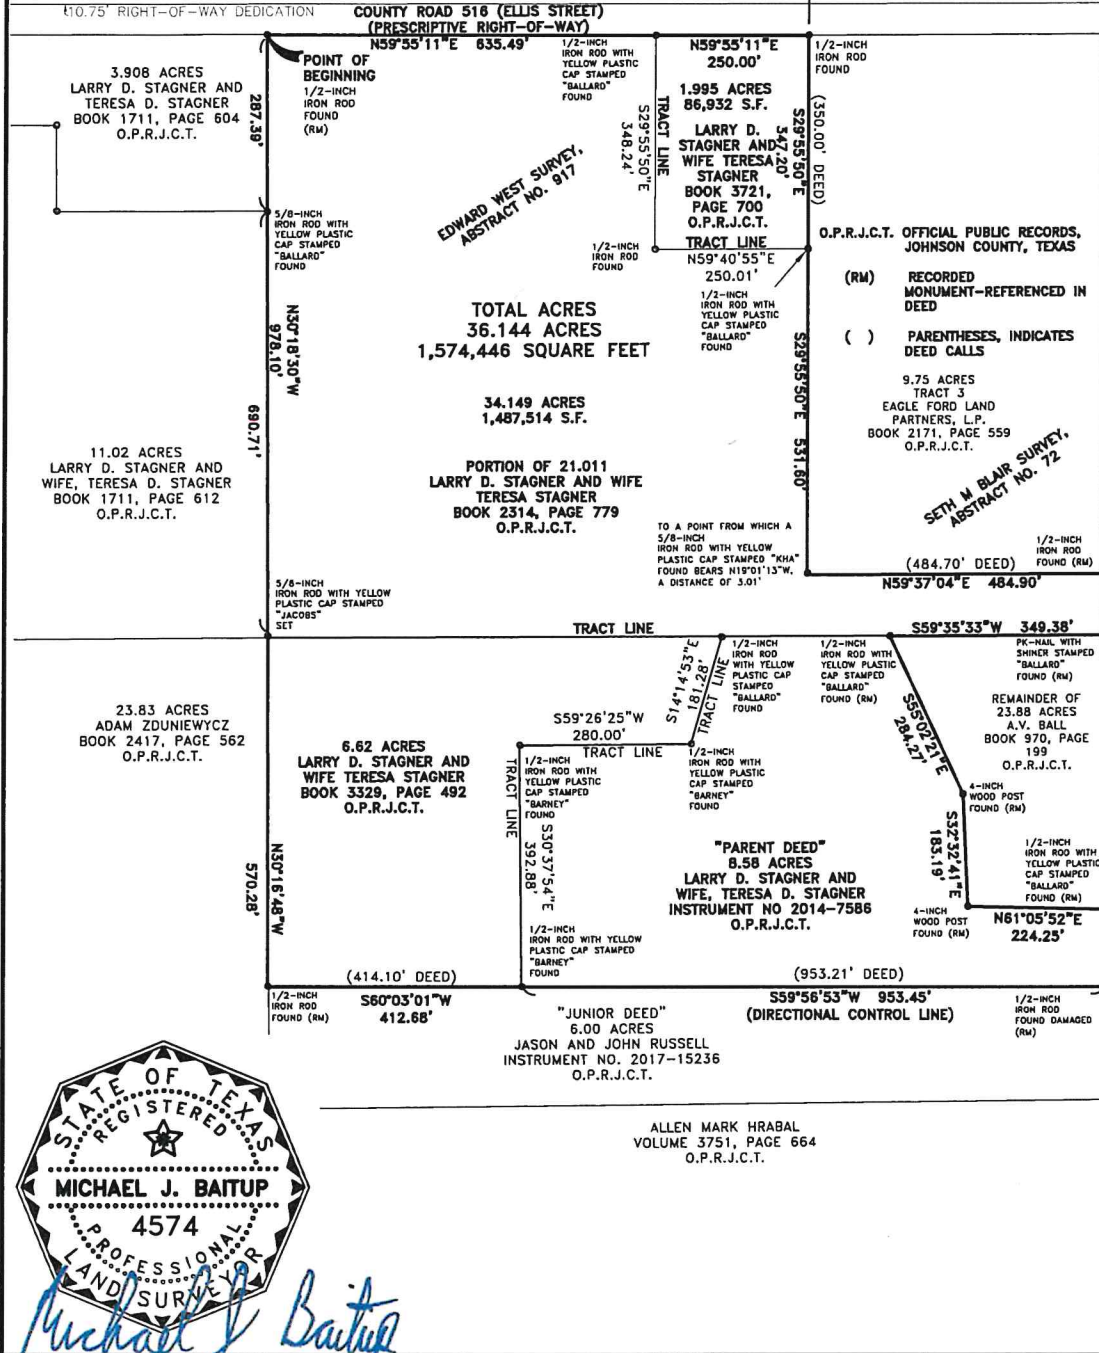 10.75' RIGHT-OF-WAY DEDICATION
COUNTY ROAD 516 (ELLIS STREET)
(PRESCRIPTIVE RIGHT-OF-WAY)
N59°55'11"E 635.49'
N59°55'11"E
250.00'
POINT OF
BEGINNING
1/2-INCH
IRON ROD
FOUND
(RM)
1/2-INCH
IRON ROD WITH
YELLOW PLASTIC
CAP STAMPED
"BALLARD"
FOUND
1/2-INCH
IRON ROD
FOUND
3.908 ACRES
LARRY D. STAGNER AND
TERESA D. STAGNER
BOOK 1711, PAGE 604
O.P.R.J.C.T.
287.39'
1.995 ACRES
86,932 S.F.
LARRY D.
STAGNER AND
WIFE TERESA
STAGNER
BOOK 3721,
PAGE 700
O.P.R.J.C.T.
TRACT LINE
S29°55'50"E
348.24'
S29°55'50"E
347.20'
(350.00' DEED)
EDWARD WEST SURVEY,
ABSTRACT NO. 917
5/8-INCH
IRON ROD WITH
YELLOW PLASTIC
CAP STAMPED
"BALLARD"
FOUND
1/2-INCH
IRON ROD
FOUND
TRACT LINE
N59°40'55"E
250.01'
1/2-INCH
IRON ROD WITH
YELLOW PLASTIC
CAP STAMPED
"BALLARD"
FOUND
O.P.R.J.C.T. OFFICIAL PUBLIC RECORDS,
JOHNSON COUNTY, TEXAS
(RM) RECORDED
MONUMENT-REFERENCED IN
DEED
( ) PARENTHESES, INDICATES
DEED CALLS
TOTAL ACRES
36.144 ACRES
1,574,446 SQUARE FEET
N30°18'30"W
978.10'
690.71'
34.149 ACRES
1,487,514 S.F.
S29°55'50"E 531.60'
9.75 ACRES
TRACT 3
EAGLE FORD LAND
PARTNERS, L.P.
BOOK 2171, PAGE 559
O.P.R.J.C.T.
SETH M BLAIR SURVEY,
ABSTRACT NO. 72
11.02 ACRES
LARRY D. STAGNER AND
WIFE, TERESA D. STAGNER
BOOK 1711, PAGE 612
O.P.R.J.C.T.
PORTION OF 21.011
LARRY D. STAGNER AND WIFE
TERESA STAGNER
BOOK 2314, PAGE 779
O.P.R.J.C.T.
TO A POINT FROM WHICH A
5/8-INCH
IRON ROD WITH YELLOW
PLASTIC CAP STAMPED "KHA"
FOUND BEARS N19°01'13"W,
A DISTANCE OF 3.01'
1/2-INCH
IRON ROD
FOUND (RM)
(484.70' DEED)
N59°37'04"E 484.90'
5/8-INCH
IRON ROD WITH YELLOW
PLASTIC CAP STAMPED
"JACOBS"
SET
TRACT LINE
S59°35'33"W 349.38'
1/2-INCH
IRON ROD
WITH YELLOW
PLASTIC CAP
STAMPED
"BALLARD"
FOUND
1/2-INCH
IRON ROD WITH
YELLOW PLASTIC
CAP STAMPED
"BALLARD"
FOUND (RM)
PK-NAIL WITH
SHINER STAMPED
"BALLARD"
FOUND (RM)
S14°14'53"E
181.28'
TRACT LINE
S55°02'21"E
284.27'
REMAINDER OF
23.88 ACRES
A.V. BALL
BOOK 970, PAGE
199
O.P.R.J.C.T.
23.83 ACRES
ADAM ZDUNIEWYCZ
BOOK 2417, PAGE 562
O.P.R.J.C.T.
S59°26'25"W
280.00'
TRACT LINE
6.62 ACRES
LARRY D. STAGNER AND
WIFE TERESA STAGNER
BOOK 3329, PAGE 492
O.P.R.J.C.T.
TRACT LINE
1/2-INCH
IRON ROD WITH
YELLOW PLASTIC
CAP STAMPED
"BARNEY"
FOUND
1/2-INCH
IRON ROD WITH
YELLOW PLASTIC
CAP STAMPED
"BARNEY"
FOUND
4-INCH
WOOD POST
FOUND (RM)
S30°37'54"E
392.88'
"PARENT DEED"
8.58 ACRES
LARRY D. STAGNER AND
WIFE, TERESA D. STAGNER
INSTRUMENT NO 2014-7586
O.P.R.J.C.T.
S32°32'41"E
183.19'
1/2-INCH
IRON ROD WITH
YELLOW PLASTIC
CAP STAMPED
"BALLARD"
FOUND (RM)
N30°16'48"W
570.28'
4-INCH
WOOD POST
FOUND (RM)
N61°05'52"E
224.25'
1/2-INCH
IRON ROD WITH YELLOW
PLASTIC CAP STAMPED
"BARNEY"
FOUND
(414.10' DEED)
S60°03'01"W
412.68'
1/2-INCH
IRON ROD
FOUND (RM)
(953.21' DEED)
S59°56'53"W 953.45'
(DIRECTIONAL CONTROL LINE)
1/2-INCH
IRON ROD
FOUND DAMAGED
(RM)
"JUNIOR DEED"
6.00 ACRES
JASON AND JOHN RUSSELL
INSTRUMENT NO. 2017-15236
O.P.R.J.C.T.
ALLEN MARK HRABAL
VOLUME 3751, PAGE 664
O.P.R.J.C.T.
STATE OF TEXAS
REGISTERED
MICHAEL J. BAITUP
4574
PROFESSIONAL
LAND SURVEYOR
Michael J Baitup